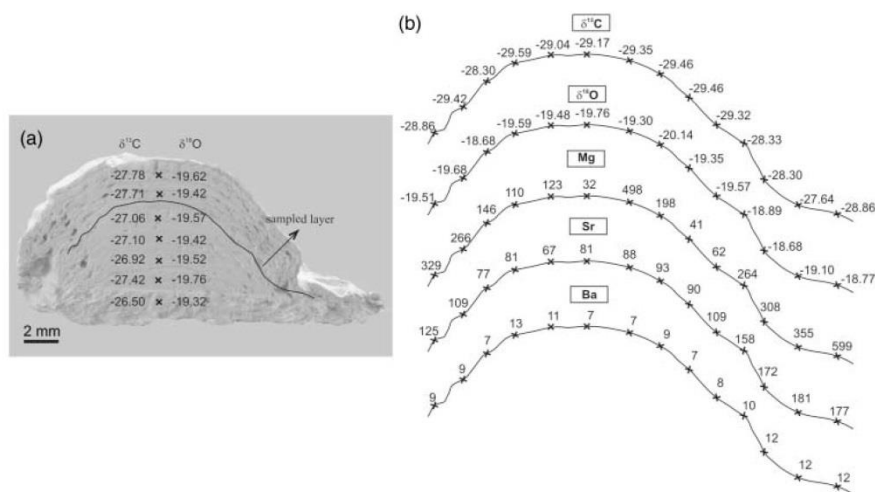 (a)
δ¹³C δ¹⁸O
-27.78 -19.62
-27.71 -19.42
-27.06 -19.57
-27.10 -19.42
-26.92 -19.52
-27.42 -19.76
-26.50 -19.32
sampled layer
2 mm
(b)
δ¹³C
-28.86 -29.42 -28.30 -29.59 -29.04 -29.17 -29.35 -29.46 -29.46 -29.32 -28.33 -28.30 -27.64 -28.86
δ¹⁸O
-19.51 -19.68 -18.68 -19.59 -19.48 -19.76 -19.30 -20.14 -19.35 -19.57 -18.89 -18.68 -19.10 -18.77
Mg
329 266 146 110 123 32 498 198 41 62 264 308 355 599
Sr
125 109 77 81 67 81 88 93 90 109 158 172 181 177
Ba
9 9 7 13 11 7 7 9 7 8 10 12 12 12